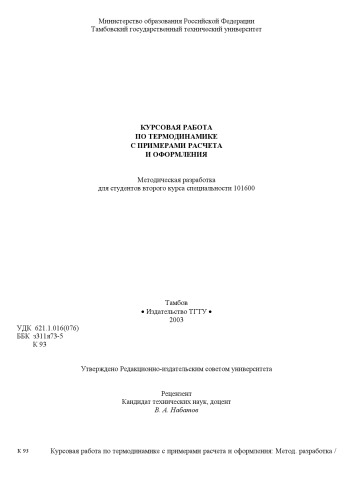 Министерство образования Российской Федерации
Тамбовский государственный технический университет
КУРСОВАЯ РАБОТА
ПО ТЕРМОДИНАМИКЕ
С ПРИМЕРАМИ РАСЧЕТА
И ОФОРМЛЕНИЯ
Методическая разработка
для студентов второго курса специальности 101600
Тамбов
• Издательство ТГТУ •
2003
УДК 621.1.016(076)
ББК з311я73-5
К 93
Утверждено Редакционно-издательским советом университета
Рецензент
Кандидат технических наук, доцент
В. А. Набатов
К 93 Курсовая работа по термодинамике с примерами расчета и оформления: Метод. разработка /